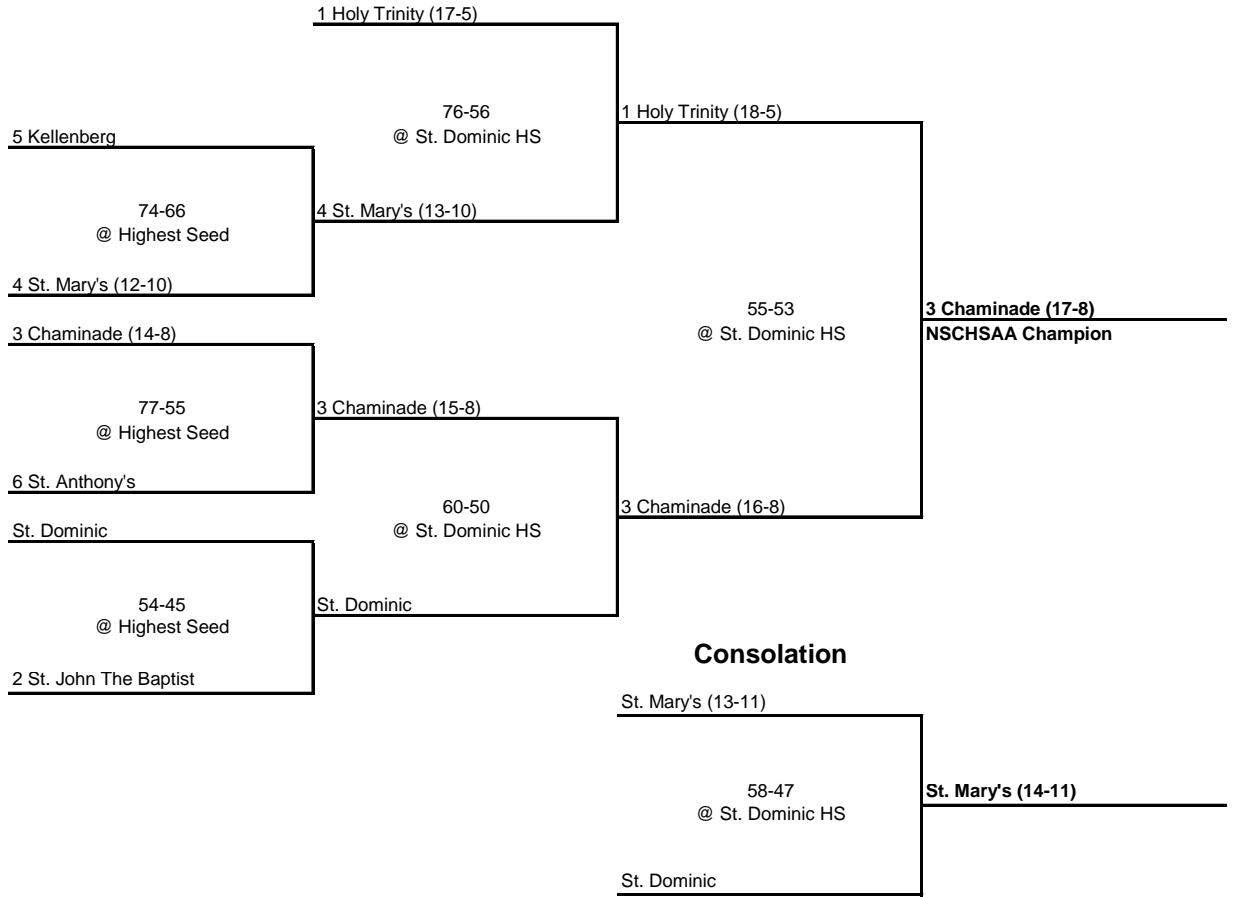 1 Holy Trinity (17-5)
76-56
@ St. Dominic HS
1 Holy Trinity (18-5)
5 Kellenberg
74-66
@ Highest Seed
4 St. Mary's (13-10)
4 St. Mary's (12-10)
55-53
@ St. Dominic HS
3 Chaminade (17-8)
NSCHSAA Champion
3 Chaminade (14-8)
77-55
@ Highest Seed
3 Chaminade (15-8)
6 St. Anthony's
60-50
@ St. Dominic HS
3 Chaminade (16-8)
St. Dominic
54-45
@ Highest Seed
St. Dominic
2 St. John The Baptist
Consolation
St. Mary's (13-11)
58-47
@ St. Dominic HS
St. Mary's (14-11)
St. Dominic